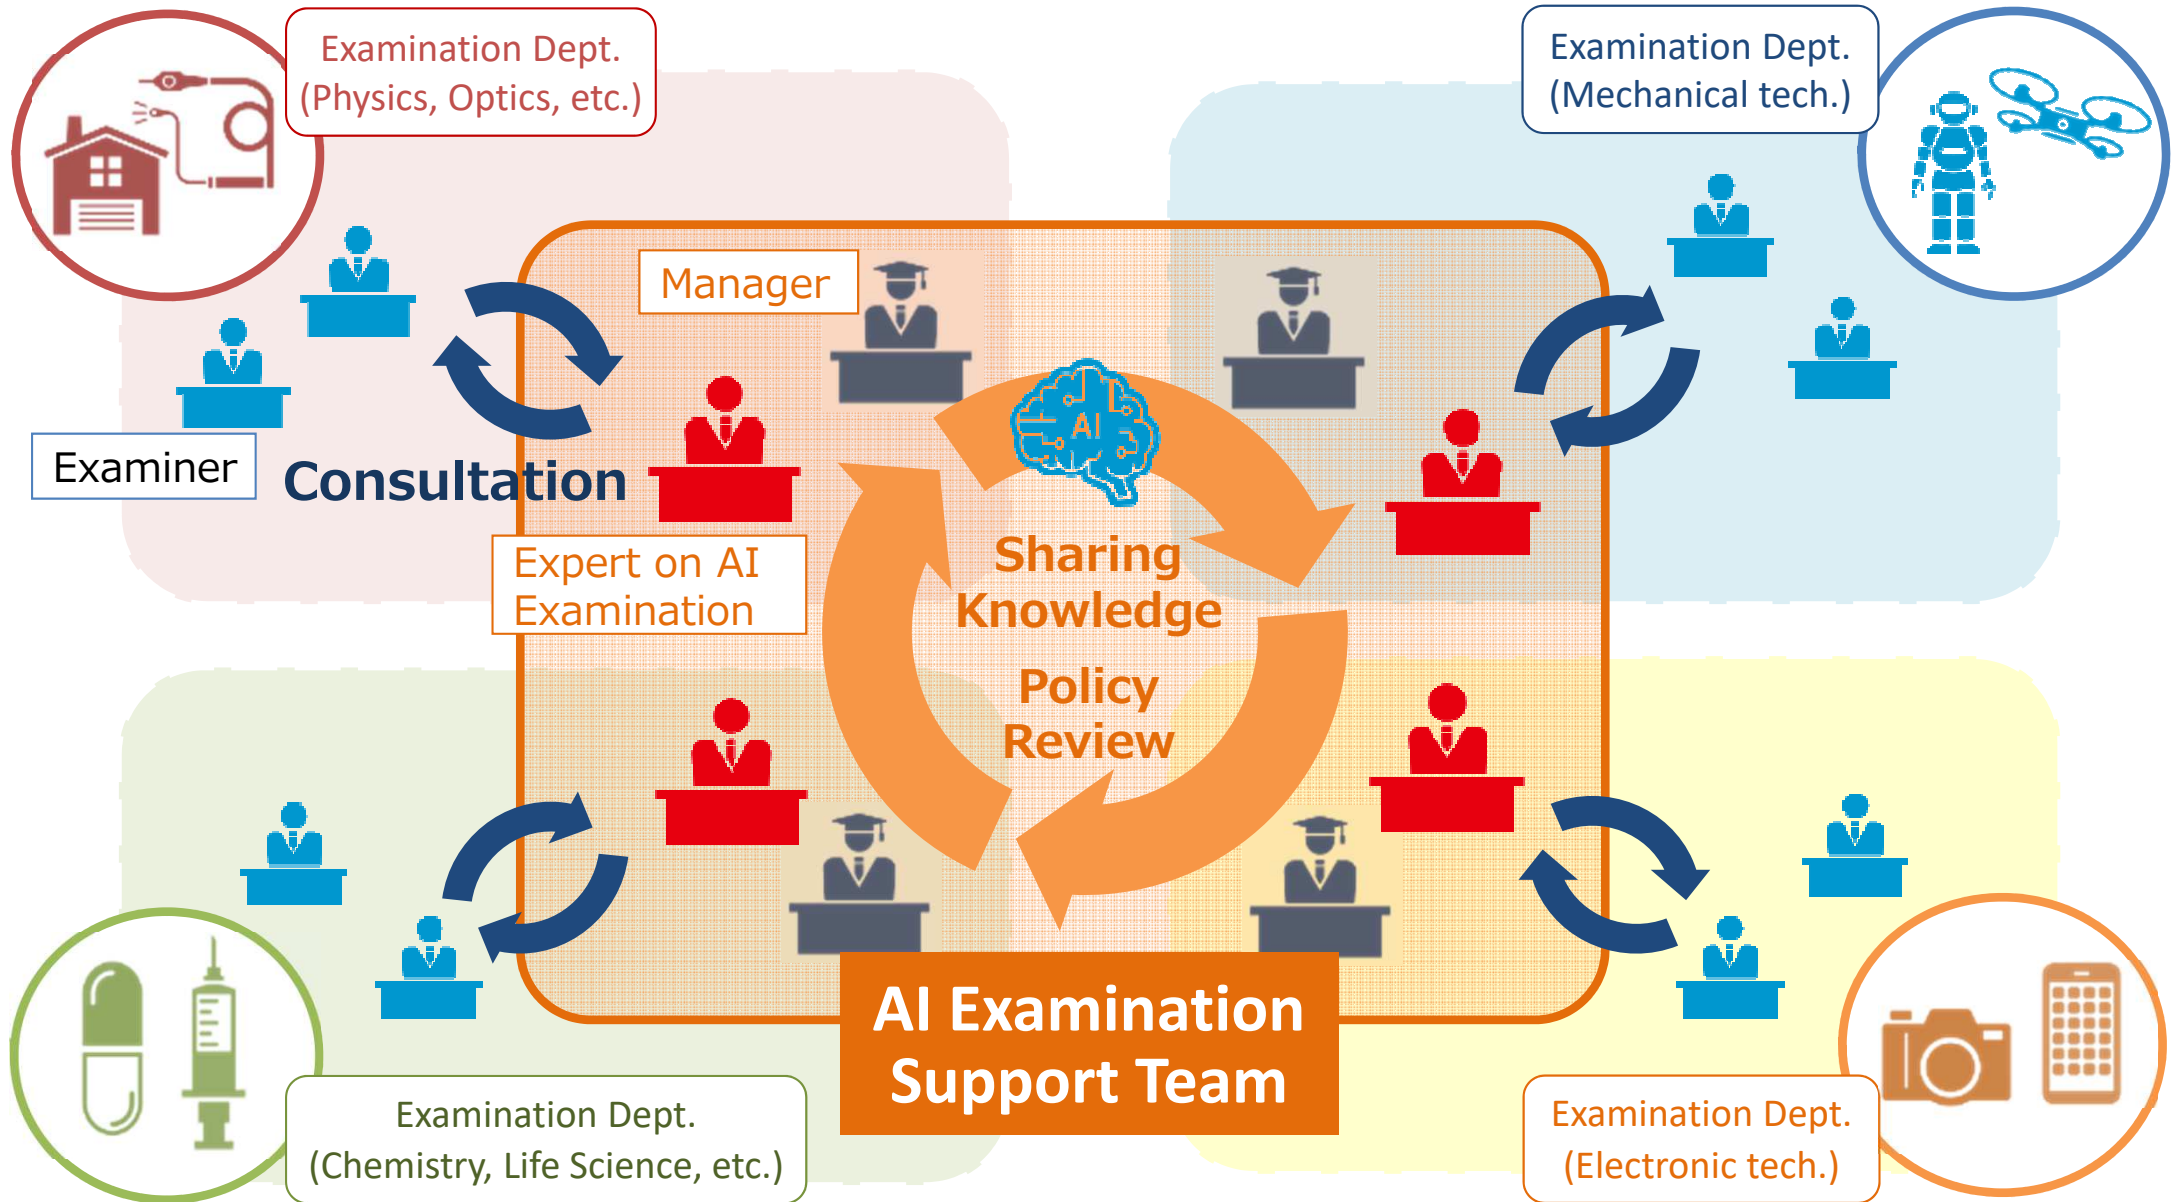 Examination Dept.
(Physics, Optics, etc.)
Examination Dept.
(Mechanical tech.)
Manager
AI
Examiner
Consultation
Expert on AI
Examination
Sharing
Knowledge
Policy
Review
AI Examination
Support Team
Examination Dept.
(Chemistry, Life Science, etc.)
Examination Dept.
(Electronic tech.)